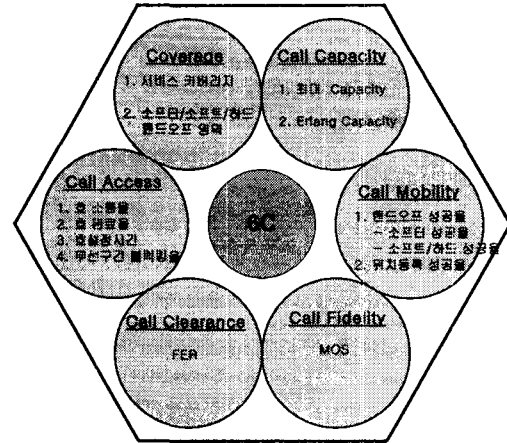 Coverage
1. 서비스 커버리지
2. 소프터/소프트/하드
핸드오프 영역
Call Capacity
1. 최대 Capacity
2. Erlang Capacity
Call Access
1. 호 소통율
2. 호 완료율
3. 호설정시간
4. 무선구간 블럭킹율
6C
Call Mobility
1. 핸드오프 성공율
- 소프터 성공율
- 소프트/하드 성공율
2. 위치등록 성공율
Call Clearance
FER
Call Fidelity
MOS